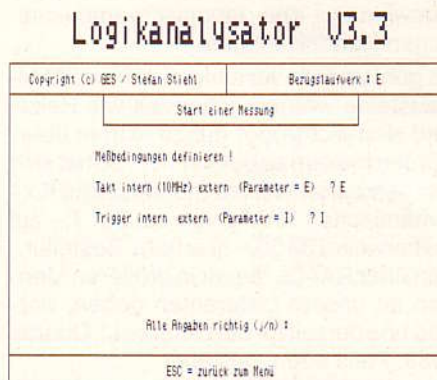 Logikanalysator V3.3
Copyright (c) GES / Stefan Stiehl Bezugslaufwerk : E
Start einer Messung
Meßbedingungen definieren !
Takt intern (10MHz) extern (Parameter = E) ? E
Trigger intern extern (Parameter = I) ? I
Alle Angaben richtig (j/n) :
ESC = zurück zum Menü